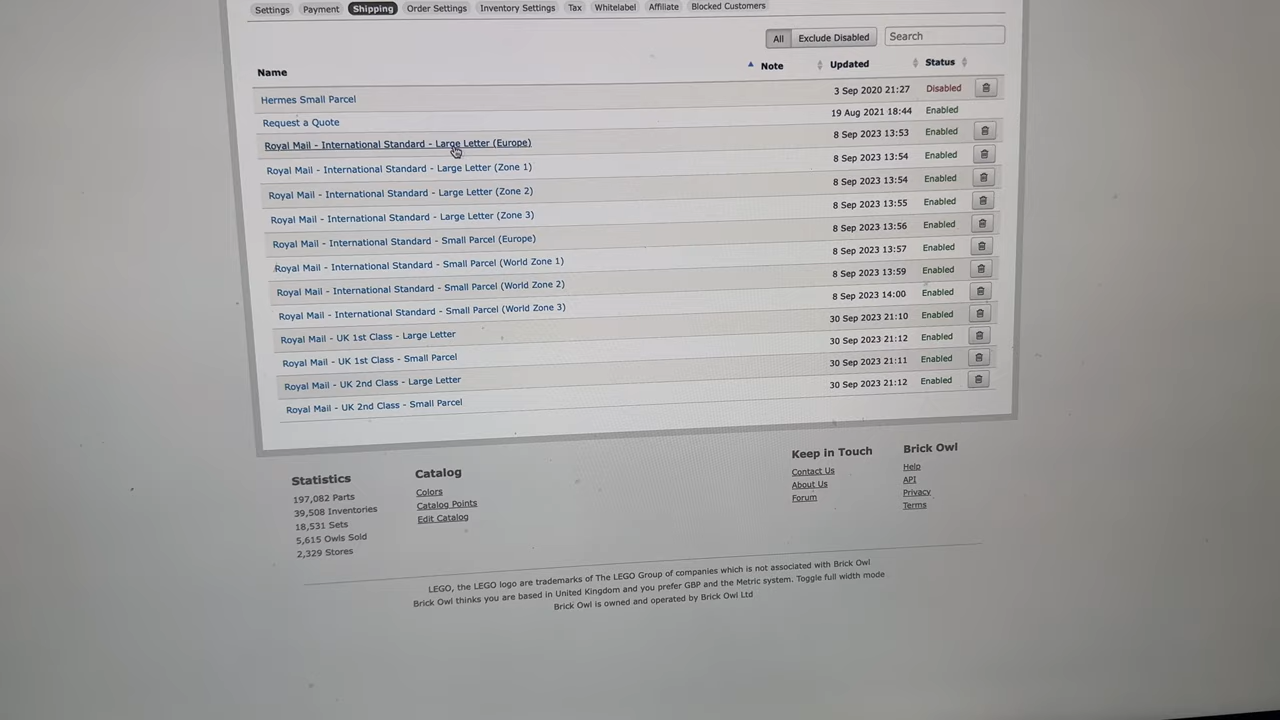 Settings Payment Shipping Order Settings Inventory Settings Tax Whitelabel Affiliate Blocked Customers
All Exclude Disabled Search
Name Note Updated Status
Hermes Small Parcel 3 Sep 2020 21:27 Disabled
Request a Quote 19 Aug 2021 18:44 Enabled
Royal Mail - International Standard - Large Letter (Europe) 8 Sep 2023 13:53 Enabled
Royal Mail - International Standard - Large Letter (Zone 1) 8 Sep 2023 13:54 Enabled
Royal Mail - International Standard - Large Letter (Zone 2) 8 Sep 2023 13:54 Enabled
Royal Mail - International Standard - Large Letter (Zone 3) 8 Sep 2023 13:55 Enabled
Royal Mail - International Standard - Small Parcel (Europe) 8 Sep 2023 13:56 Enabled
Royal Mail - International Standard - Small Parcel (World Zone 1) 8 Sep 2023 13:57 Enabled
Royal Mail - International Standard - Small Parcel (World Zone 2) 8 Sep 2023 13:59 Enabled
Royal Mail - International Standard - Small Parcel (World Zone 3) 8 Sep 2023 14:00 Enabled
Royal Mail - UK 1st Class - Large Letter 30 Sep 2023 21:10 Enabled
Royal Mail - UK 1st Class - Small Parcel 30 Sep 2023 21:12 Enabled
Royal Mail - UK 2nd Class - Large Letter 30 Sep 2023 21:11 Enabled
Royal Mail - UK 2nd Class - Small Parcel 30 Sep 2023 21:12 Enabled
Statistics
197,082 Parts
39,508 Inventories
18,531 Sets
5,615 Owls Sold
2,329 Stores
Catalog
Colors
Catalog Points
Edit Catalog
Keep in Touch
Contact Us
About Us
Forum
Brick Owl
Help
API
Privacy
Terms
LEGO, the LEGO logo are trademarks of The LEGO Group of companies which is not associated with Brick Owl
Brick Owl thinks you are based in United Kingdom and you prefer GBP and the Metric system. Toggle full width mode
Brick Owl is owned and operated by Brick Owl Ltd